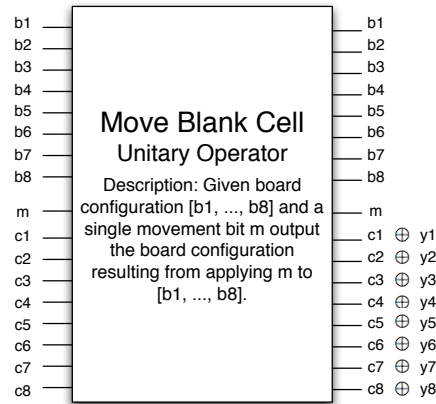 b1
b2
b3
b4
b5
b6
b7
b8
m
c1
c2
c3
c4
c5
c6
c7
c8
Move Blank Cell
Unitary Operator
Description: Given board
configuration [b1, ..., b8] and a
single movement bit m output
the board configuration
resulting from applying m to
[b1, ..., b8].
b1
b2
b3
b4
b5
b6
b7
b8
m
c1 ⊕ y1
c2 ⊕ y2
c3 ⊕ y3
c4 ⊕ y4
c5 ⊕ y5
c6 ⊕ y6
c7 ⊕ y7
c8 ⊕ y8